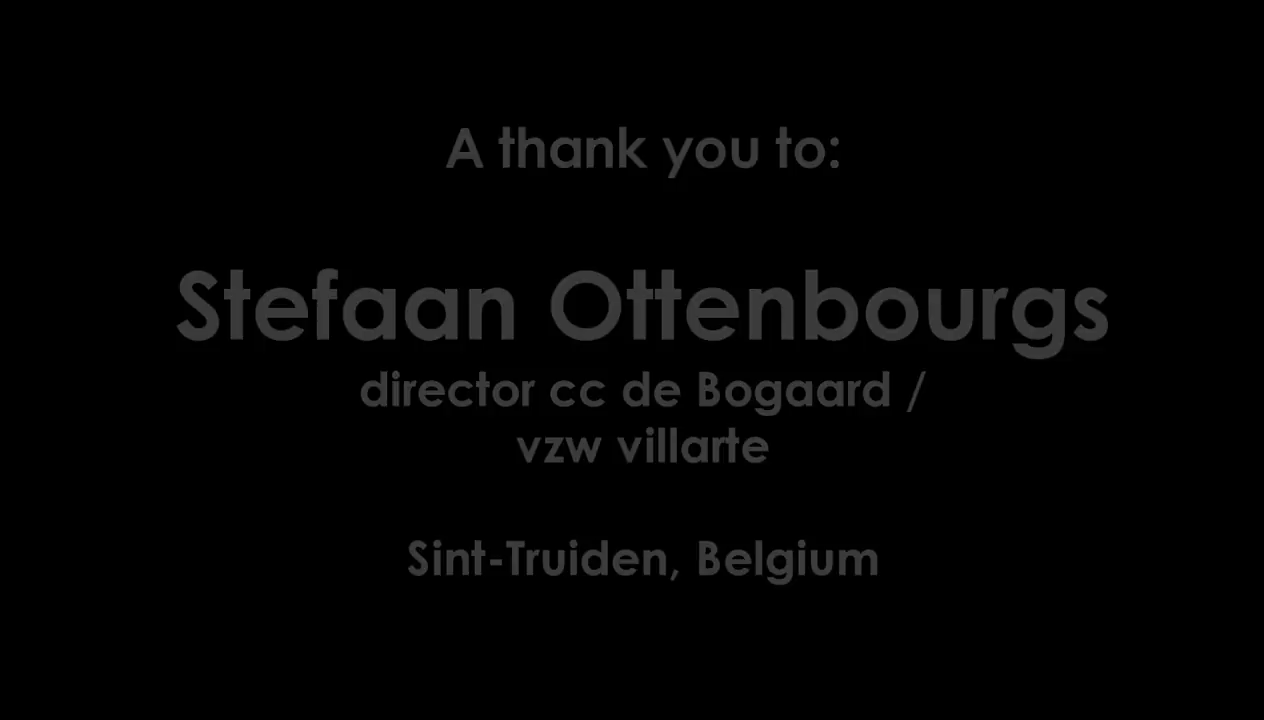 A thank you to:
Stefaan Ottenbourgs
director cc de Bogaard /
vzw villarte
Sint-Truiden, Belgium